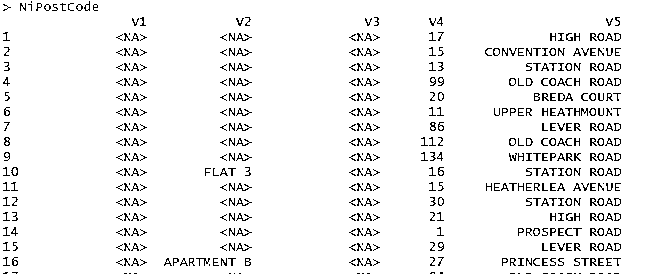 > NiPostCode
V1 V2 V3 V4 V5
1 <NA> <NA> <NA> 17 HIGH ROAD
2 <NA> <NA> <NA> 15 CONVENTION AVENUE
3 <NA> <NA> <NA> 13 STATION ROAD
4 <NA> <NA> <NA> 99 OLD COACH ROAD
5 <NA> <NA> <NA> 20 BREDA COURT
6 <NA> <NA> <NA> 11 UPPER HEATHMOUNT
7 <NA> <NA> <NA> 86 LEVER ROAD
8 <NA> <NA> <NA> 112 OLD COACH ROAD
9 <NA> <NA> <NA> 134 WHITEPARK ROAD
10 <NA> FLAT 3 <NA> 16 STATION ROAD
11 <NA> <NA> <NA> 15 HEATHERLEA AVENUE
12 <NA> <NA> <NA> 30 STATION ROAD
13 <NA> <NA> <NA> 21 HIGH ROAD
14 <NA> <NA> <NA> 1 PROSPECT ROAD
15 <NA> <NA> <NA> 29 LEVER ROAD
16 <NA> APARTMENT B <NA> 27 PRINCESS STREET